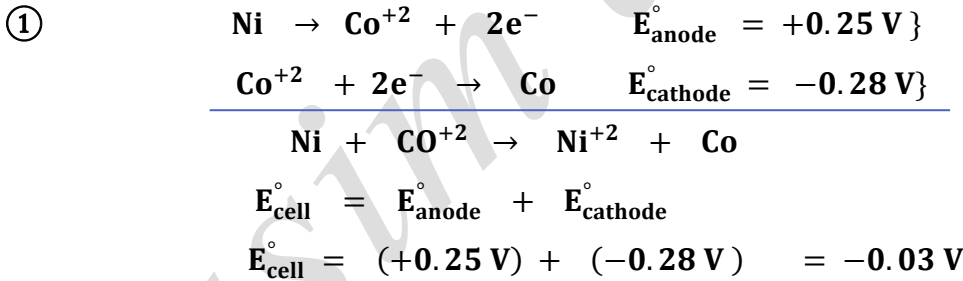 ① Ni → Co⁺² + 2e⁻ E°anode = +0.25 V }
Co⁺² + 2e⁻ → Co E°cathode = −0.28 V}
Ni + CO⁺² → Ni⁺² + Co
E°cell = E°anode + E°cathode
E°cell = (+0.25 V) + (−0.28 V ) = −0.03 V